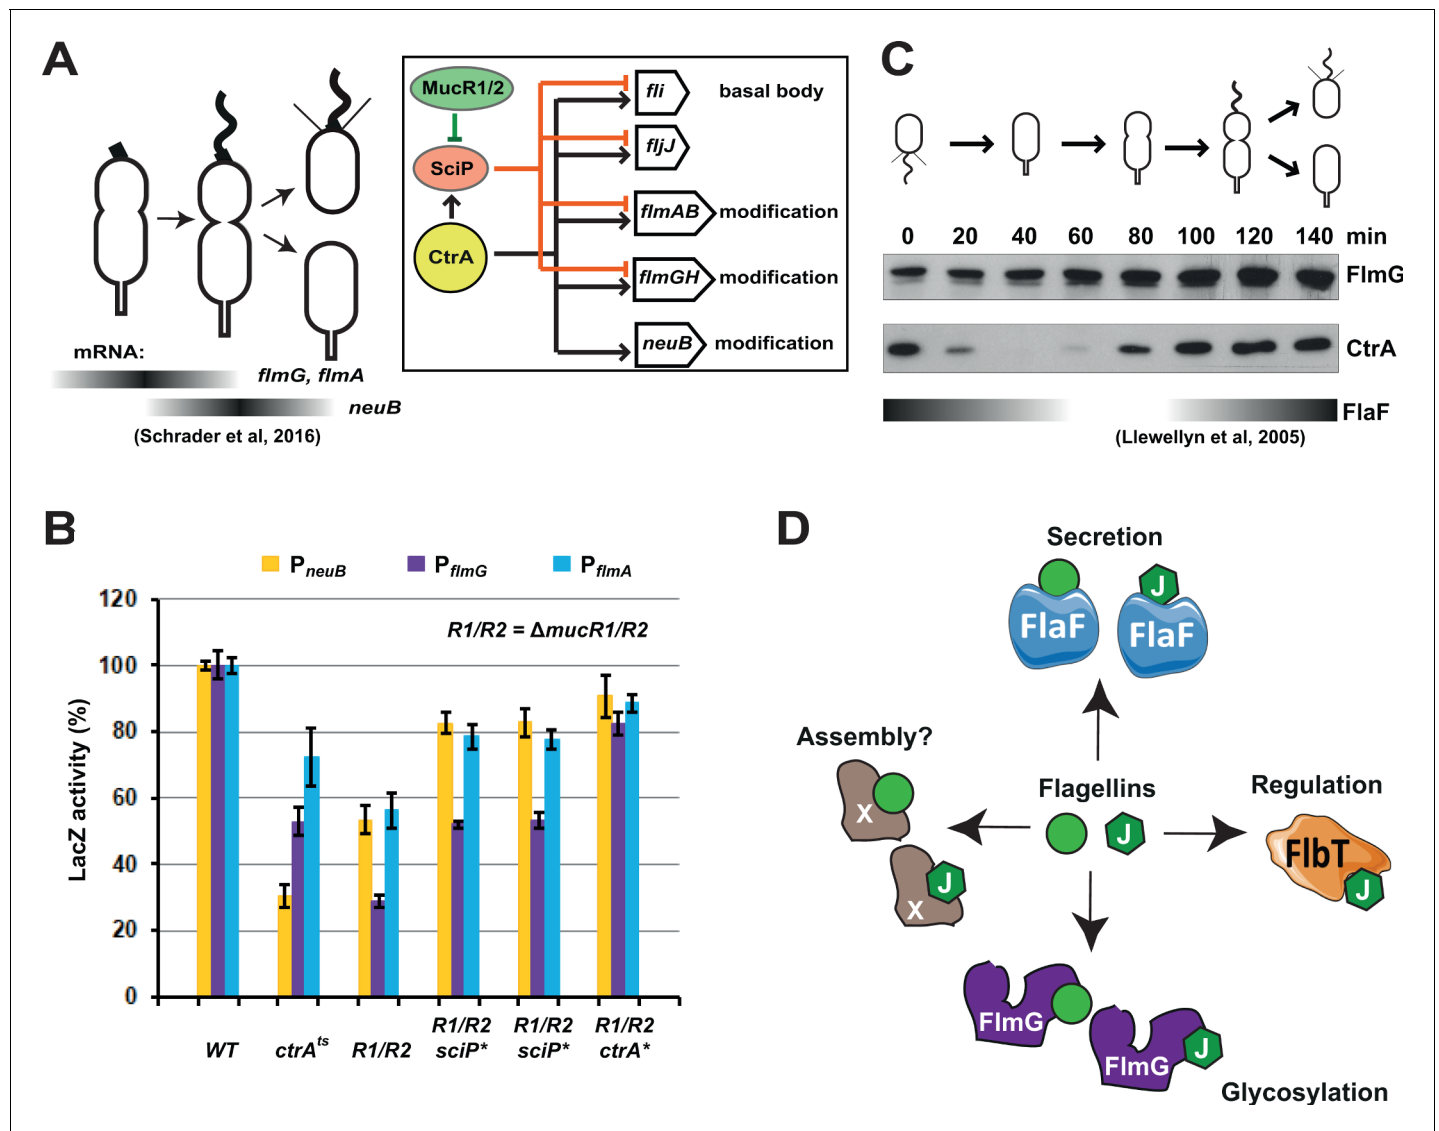 A
MucR1/2
SciP
CtrA
fli
basal body
fljJ
flmAB
modification
flmGH
modification
neuB
modification
mRNA:
flmG, flmA
neuB
(Schrader et al, 2016)
C
0 20 40 60 80 100 120 140 min
FlmG
CtrA
FlaF
(Llewellyn et al, 2005)
B
PneuB PflmG PflmA
R1/R2 = ΔmucR1/R2
LacZ activity (%)
120
100
80
60
40
20
0
WT
ctrAts
R1/R2
R1/R2
sciP*
R1/R2
sciP*
R1/R2
ctrA*
D
Secretion
FlaF
J
FlaF
Assembly?
X
X
J
Flagellins
J
Regulation
FlbT
J
FlmG
FlmG
J
Glycosylation